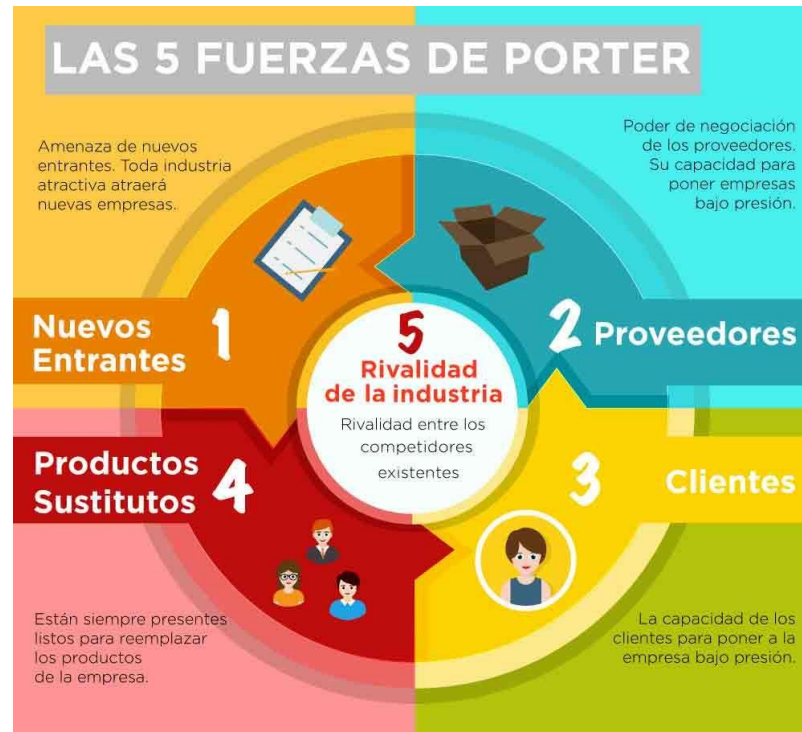 LAS 5 FUERZAS DE PORTER
Amenaza de nuevos
entrantes. Toda industria
atractiva atraerá
nuevas empresas.
Nuevos
Entrantes
1
Poder de negociación
de los proveedores.
Su capacidad para
poner empresas
bajo presión.
2 Proveedores
5
Rivalidad
de la industria
Rivalidad entre los
competidores
existentes
3 Clientes
La capacidad de los
clientes para poner a la
empresa bajo presión.
Productos
Sustitutos
4
Están siempre presentes
listos para reemplazar
los productos
de la empresa.